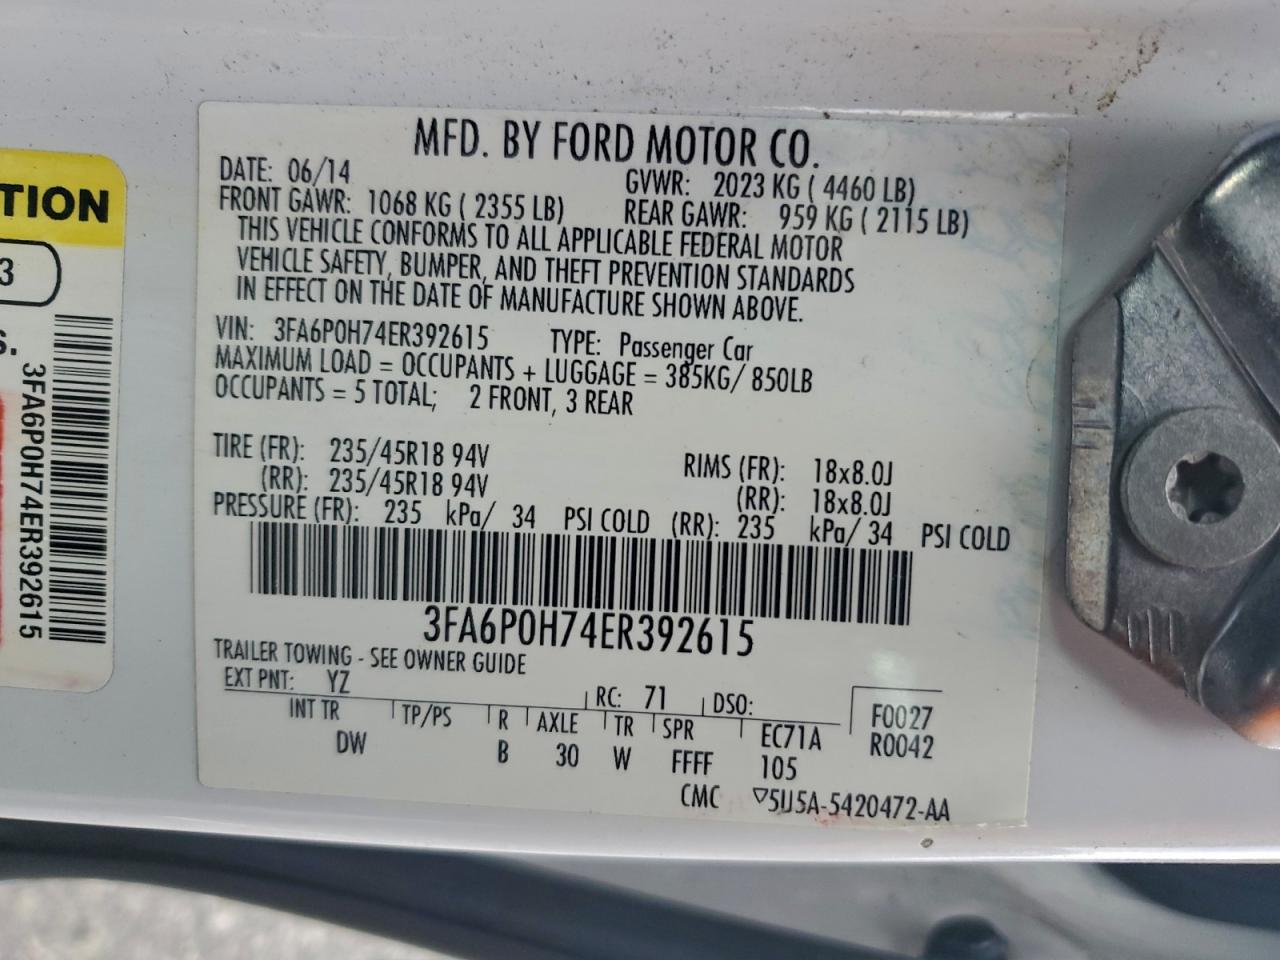 MFD. BY FORD MOTOR CO.
DATE: 06/14 GVWR: 2023 KG ( 4460 LB)
FRONT GAWR: 1068 KG ( 2355 LB) REAR GAWR: 959 KG ( 2115 LB)
THIS VEHICLE CONFORMS TO ALL APPLICABLE FEDERAL MOTOR
VEHICLE SAFETY, BUMPER, AND THEFT PREVENTION STANDARDS
IN EFFECT ON THE DATE OF MANUFACTURE SHOWN ABOVE.
VIN: 3FA6P0H74ER392615 TYPE: Passenger Car
MAXIMUM LOAD = OCCUPANTS + LUGGAGE = 385KG/ 850LB
OCCUPANTS = 5 TOTAL; 2 FRONT, 3 REAR
TIRE (FR): 235/45R18 94V RIMS (FR): 18x8.0J
(RR): 235/45R18 94V (RR): 18x8.0J
PRESSURE (FR): 235 kPa/ 34 PSI COLD (RR): 235 kPa/ 34 PSI COLD
3FA6P0H74ER392615
TRAILER TOWING - SEE OWNER GUIDE
EXT PNT: YZ RC: 71 DSO:
INT TR TP/PS R AXLE TR SPR EC71A F0027
DW B 30 W FFFF 105 R0042
CMC ▽5U5A-5420472-AA
TION
3
S.
3FA6P0H74ER392615